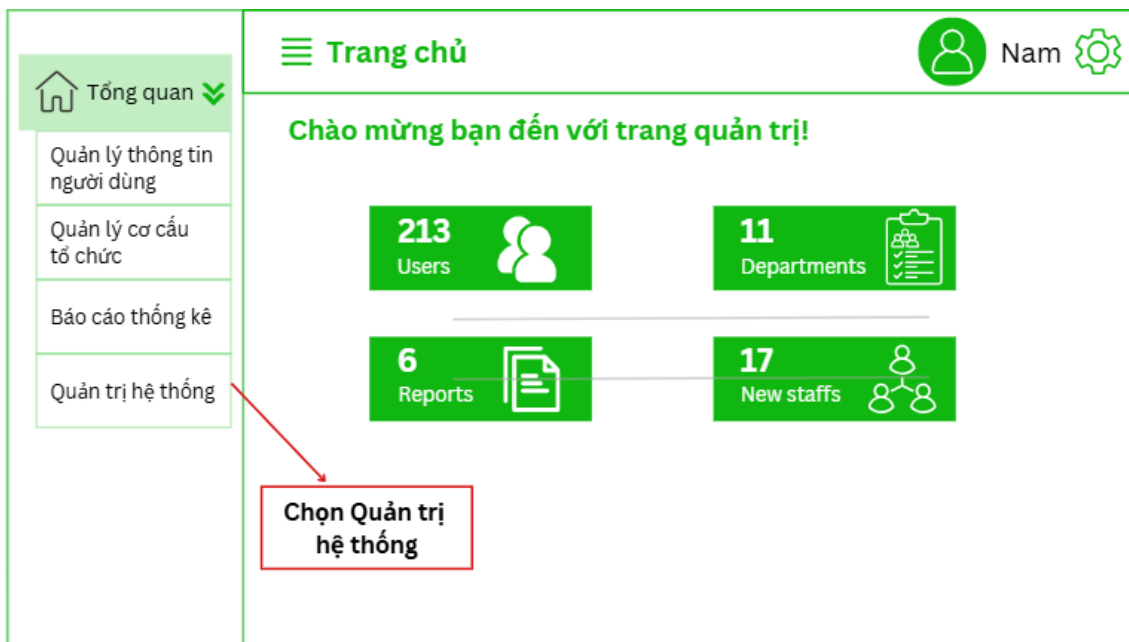 Trang chủ
Nam
Tổng quan
Quản lý thông tin
người dùng
Quản lý cơ cấu
tổ chức
Báo cáo thống kê
Quản trị hệ thống
Chào mừng bạn đến với trang quản trị!
213
Users
11
Departments
6
Reports
17
New staffs
Chọn Quản trị
hệ thống